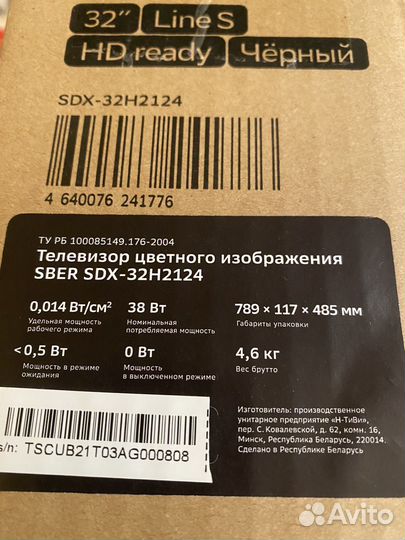 32" Line S
HD ready Чёрный
SDX-32H2124
4 640076 241776
ТУ РБ 100085149.176-2004
Телевизор цветного изображения
SBER SDX-32H2124
0,014 Вт/см² 38 Вт 789 × 117 × 485 мм
Удельная мощность рабочего режима
Номинальная потребляемая мощность
Габариты упаковки
<0,5 Вт 0 Вт 4,6 кг
Мощность в режиме ожидания
Мощность в выключенном режиме
Вес брутто
s/n: TSCUB21T03AG000808
Изготовитель: производственное
унитарное предприятие «Н-ТиВи»,
пер. С. Ковалевской, д. 62, комн. 16,
Минск, Республика Беларусь, 220014.
Сделано в Республике Беларусь
Avito